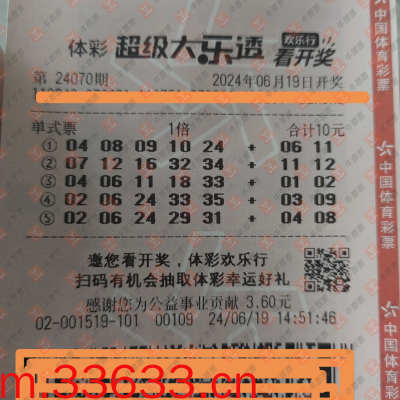 体彩 超级大乐透 欢乐行 看开奖
第 24070期 2024年06月19日开奖
单式票 1倍 合计10元
① 04 08 09 10 24 + 06 11
② 07 12 16 32 34 + 11 12
③ 04 06 11 18 33 + 01 02
④ 02 06 24 33 35 + 03 09
⑤ 02 06 24 29 31 + 04 08
邀您看开奖，体彩欢乐行
扫码有机会抽取体彩幸运好礼
感谢您为公益事业贡献 3.60元
02-001519-101 00109 24/06/19 14:51:46
m.33633.cn
中国体育彩票
中国体育彩票
中国体育彩票